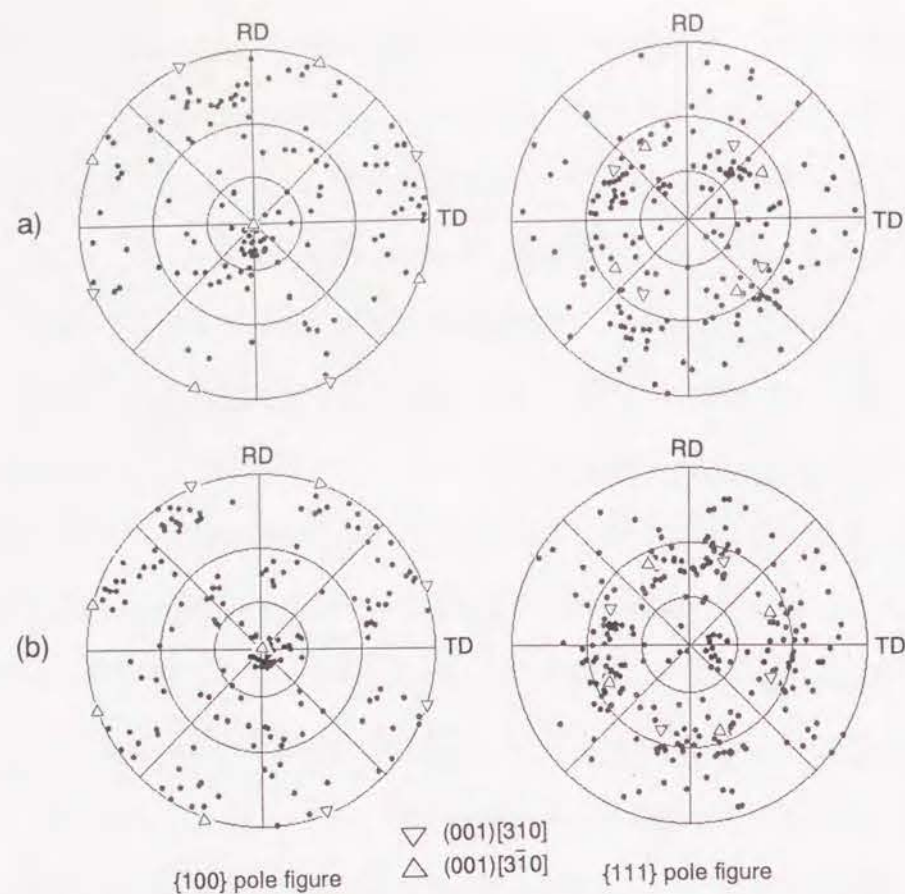 RD
RD
a)
TD
TD
RD
RD
(b)
TD
TD
(001)[310]
(001)[31̄0]
{100} pole figure
{111} pole figure